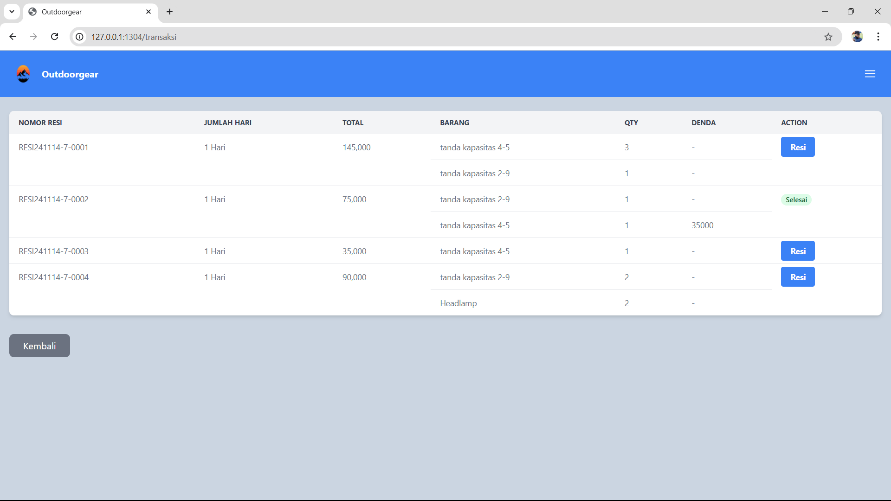 Outdoorgear
127.0.0.1:1304/transaksi
Outdoorgear
NOMOR RESI JUMLAH HARI TOTAL BARANG QTY DENDA ACTION
RESI241114-7-0001 1 Hari 145,000 tanda kapasitas 4-5 3 - Resi
tanda kapasitas 2-9 1 -
RESI241114-7-0002 1 Hari 75,000 tanda kapasitas 2-9 1 - Selesai
tanda kapasitas 4-5 1 35000
RESI241114-7-0003 1 Hari 35,000 tanda kapasitas 4-5 1 - Resi
RESI241114-7-0004 1 Hari 90,000 tanda kapasitas 2-9 2 - Resi
Headlamp 2 -
Kembali